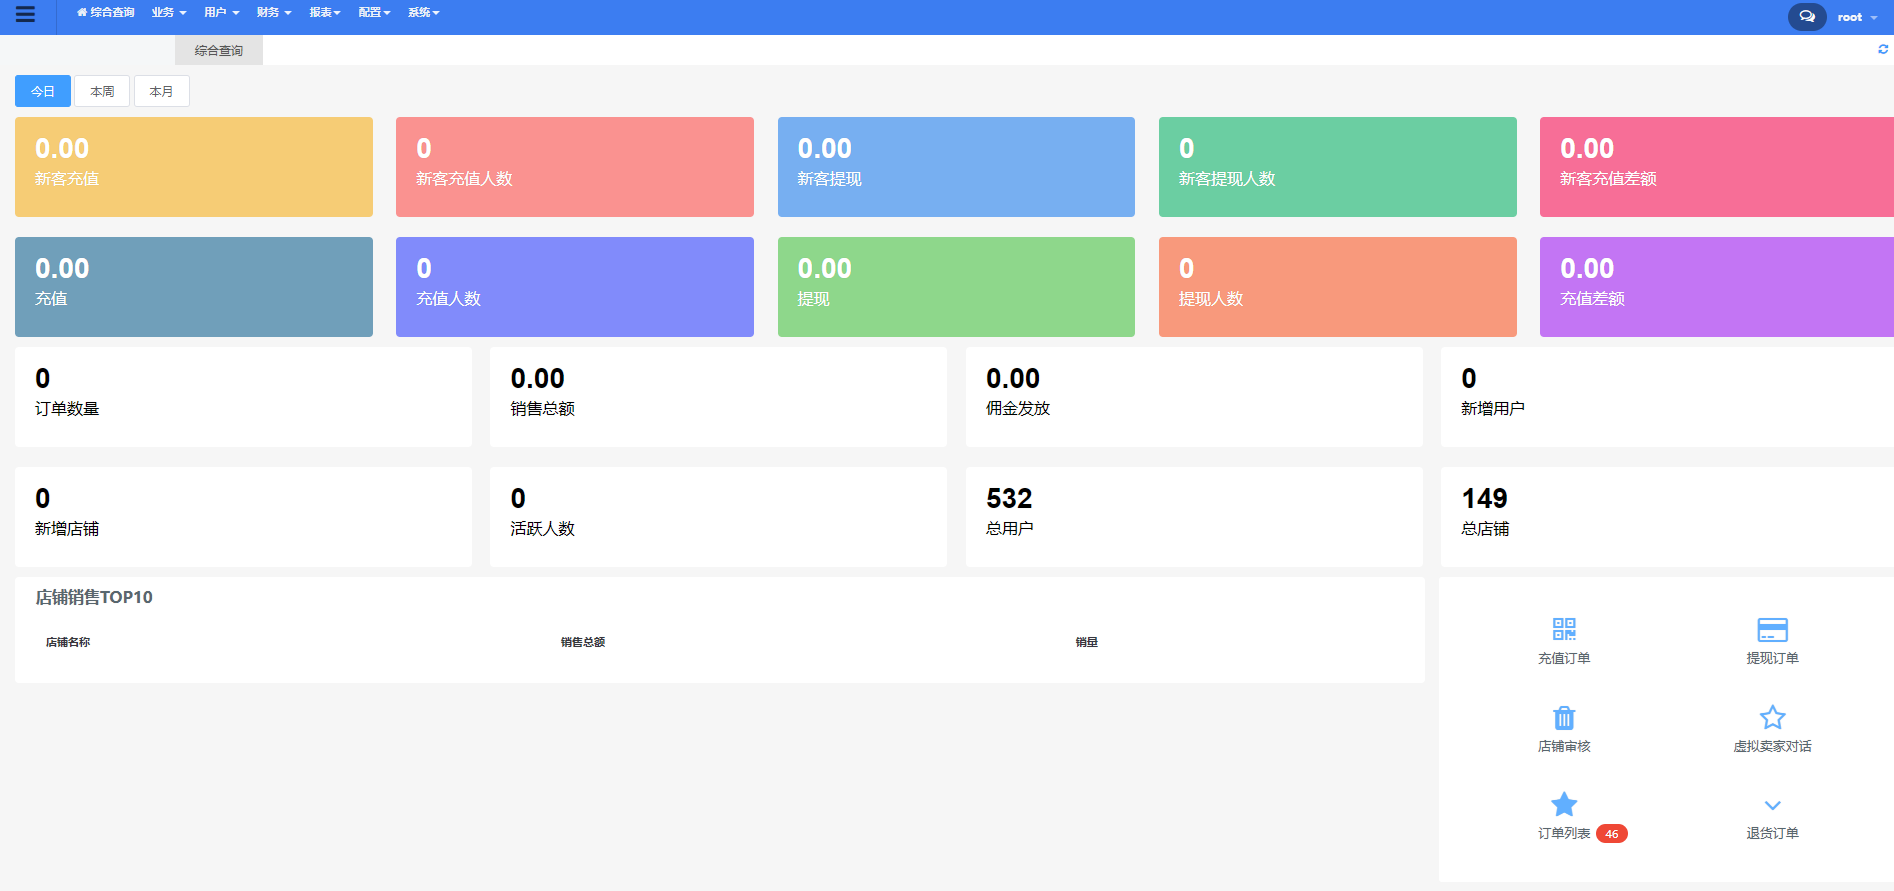 综合查询 业务 用户 财务 报表 配置 系统 root
综合查询
今日 本周 本月
0.00 0 0.00 0 0.00
新客充值 新客充值人数 新客提现 新客提现人数 新客充值差额
0.00 0 0.00 0 0.00
充值 充值人数 提现 提现人数 充值差额
0 0.00 0.00 0
订单数量 销售总额 佣金发放 新增用户
0 0 532 149
新增店铺 活跃人数 总用户 总店铺
店铺销售TOP10
店铺名称 销售总额 销量
充值订单 提现订单
店铺审核 虚拟卖家对话
订单列表 46 退货订单